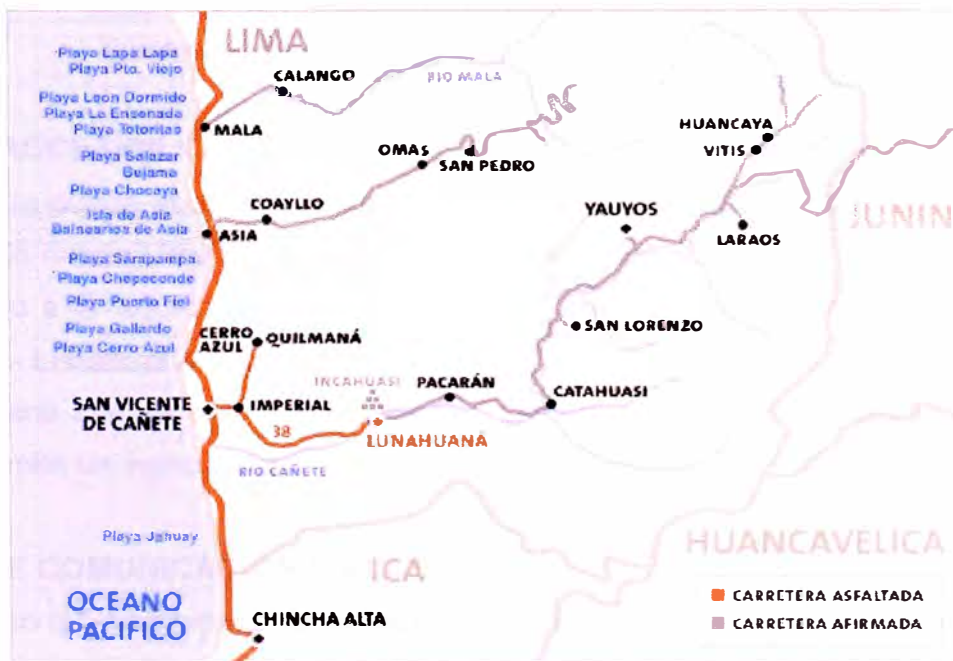 LIMA
Playa Lapa Lapa
Playa Pto. Viejo
CALANGO
RIO MALA
Playa Leon Dormido
Playa La Ensenada
Playa Totoritas
MALA
HUANCAYA
VITIS
OMAS
SAN PEDRO
Playa Salazar
Bujama
Playa Chocaya
COAYLLO
YAUYOS
JUNIN
Isla de Asia
Balnearios de Asia
ASIA
LARAOS
Playa Sarapampa
Playa Chepeconde
Playa Puerto Fiel
Playa Gallardo
Playa Cerro Azul
CERRO
AZUL
QUILMANÁ
SAN LORENZO
INCAHUASI
PACARÁN
CATAHUASI
SAN VICENTE
DE CAÑETE
IMPERIAL
38
LUNAHUANÁ
RIO CAÑETE
Playa Jahuay
HUANCAVELICA
COMUNICA
ICA
OCEANO
PACIFICO
CHINCHA ALTA
CARRETERA ASFALTADA
CARRETERA AFIRMADA